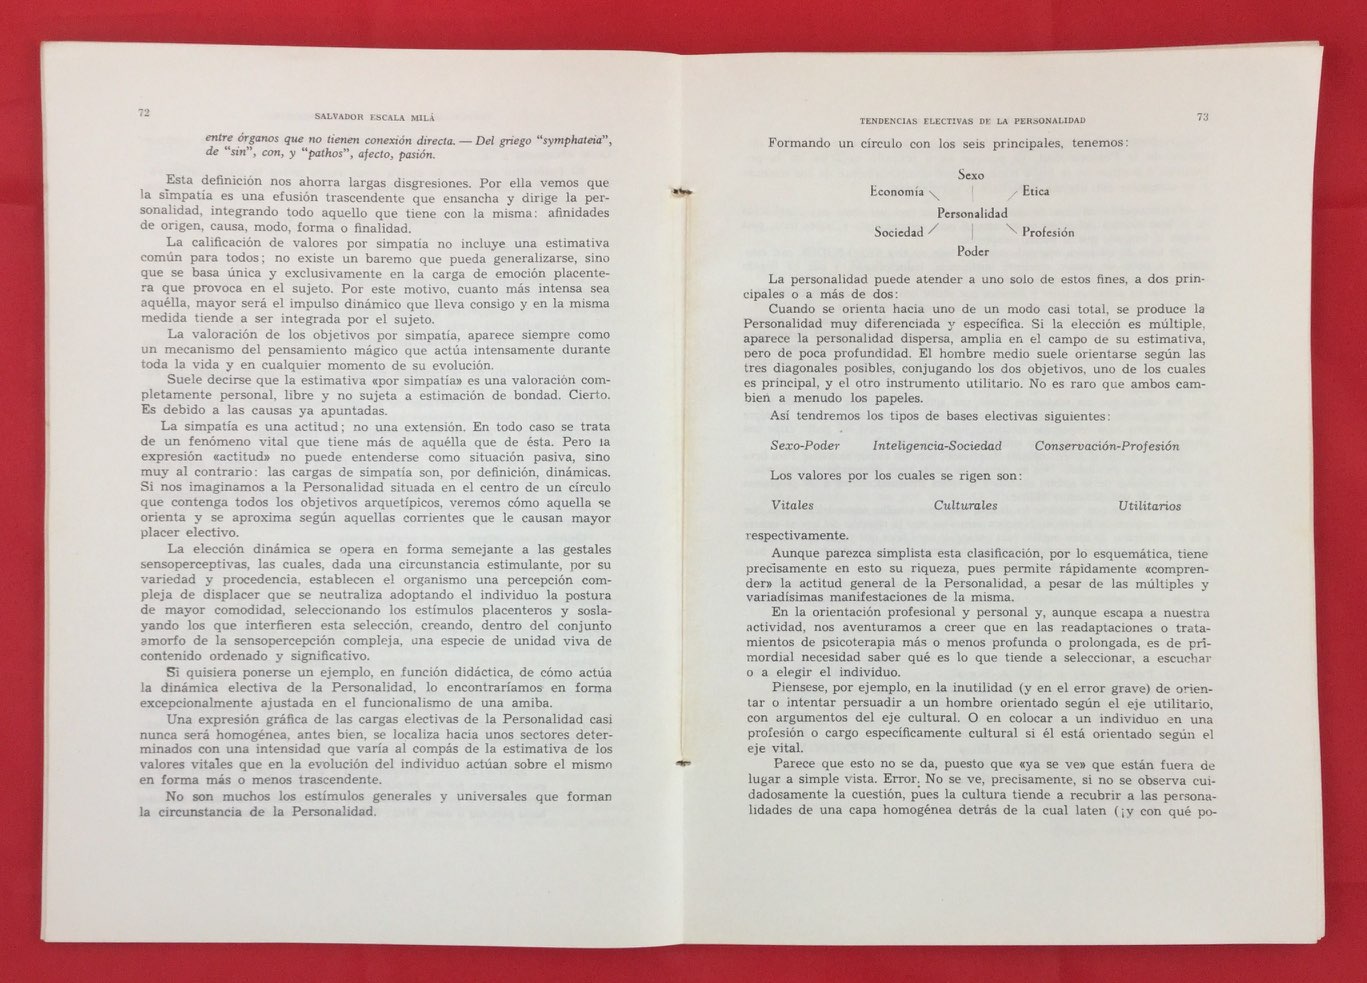 72
SALVADOR ESCALA MILÁ
entre órganos que no tienen conexión directa. — Del griego "symphateia",
de "sin", con, y "pathos", afecto, pasión.
Esta definición nos ahorra largas disgresiones. Por ella vemos que
la simpatía es una efusión trascendente que ensancha y dirige la per-
sonalidad, integrando todo aquello que tiene con la misma: afinidades
de origen, causa, modo, forma o finalidad.
La calificación de valores por simpatía no incluye una estimativa
común para todos; no existe un baremo que pueda generalizarse, sino
que se basa única y exclusivamente en la carga de emoción placente-
ra que provoca en el sujeto. Por este motivo, cuanto más intensa sea
aquélla, mayor será el impulso dinámico que lleva consigo y en la misma
medida tiende a ser integrada por el sujeto.
La valoración de los objetivos por simpatía, aparece siempre como
un mecanismo del pensamiento mágico que actúa intensamente durante
toda la vida y en cualquier momento de su evolución.
Suele decirse que la estimativa «por simpatía» es una valoración com-
pletamente personal, libre y no sujeta a estimación de bondad. Cierto.
Es debido a las causas ya apuntadas.
La simpatía es una actitud; no una extensión. En todo caso se trata
de un fenómeno vital que tiene más de aquélla que de ésta. Pero la
expresión «actitud» no puede entenderse como situación pasiva, sino
muy al contrario: las cargas de simpatía son, por definición, dinámicas.
Si nos imaginamos a la Personalidad situada en el centro de un círculo
que contenga todos los objetivos arquetípicos, veremos cómo aquella se
orienta y se aproxima según aquellas corrientes que le causan mayor
placer electivo.
La elección dinámica se opera en forma semejante a las gestales
sensoperceptivas, las cuales, dada una circunstancia estimulante, por su
variedad y procedencia, establecen el organismo una percepción com-
pleja de displacer que se neutraliza adoptando el individuo la postura
de mayor comodidad, seleccionando los estímulos placenteros y sosla-
yando los que interfieren esta selección, creando, dentro del conjunto
amorfo de la sensopercepción compleja, una especie de unidad viva de
contenido ordenado y significativo.
Si quisiera ponerse un ejemplo, en función didáctica, de cómo actúa
la dinámica electiva de la Personalidad, lo encontraríamos en forma
excepcionalmente ajustada en el funcionalismo de una amiba.
Una expresión gráfica de las cargas electivas de la Personalidad casi
nunca será homogénea, antes bien, se localiza hacia unos sectores deter-
minados con una intensidad que varía al compás de la estimativa de los
valores vitales que en la evolución del individuo actúan sobre el mismo
en forma más o menos trascendente.
No son muchos los estímulos generales y universales que forman
la circunstancia de la Personalidad.
TENDENCIAS ELECTIVAS DE LA PERSONALIDAD
73
Formando un círculo con los seis principales, tenemos:
Sexo
Economía Etica
Personalidad
Sociedad Profesión
Poder
La personalidad puede atender a uno solo de estos fines, a dos prin-
cipales o a más de dos:
Cuando se orienta hacia uno de un modo casi total, se produce la
Personalidad muy diferenciada y específica. Si la elección es múltiple,
aparece la personalidad dispersa, amplia en el campo de su estimativa,
pero de poca profundidad. El hombre medio suele orientarse según las
tres diagonales posibles, conjugando los dos objetivos, uno de los cuales
es principal, y el otro instrumento utilitario. No es raro que ambos cam-
bien a menudo los papeles.
Así tendremos los tipos de bases electivas siguientes:
Sexo-Poder Inteligencia-Sociedad Conservación-Profesión
Los valores por los cuales se rigen son:
Vitales Culturales Utilitarios
respectivamente.
Aunque parezca simplista esta clasificación, por lo esquemática, tiene
precisamente en esto su riqueza, pues permite rápidamente «compren-
der» la actitud general de la Personalidad, a pesar de las múltiples y
variadísimas manifestaciones de la misma.
En la orientación profesional y personal y, aunque escapa a nuestra
actividad, nos aventuramos a creer que en las readaptaciones o trata-
mientos de psicoterapia más o menos profunda o prolongada, es de pri-
mordial necesidad saber qué es lo que tiende a seleccionar, a escuchar
o a elegir el individuo.
Piensese, por ejemplo, en la inutilidad (y en el error grave) de orien-
tar o intentar persuadir a un hombre orientado según el eje utilitario,
con argumentos del eje cultural. O en colocar a un individuo en una
profesión o cargo específicamente cultural si él está orientado según el
eje vital.
Parece que esto no se da, puesto que «ya se ve» que están fuera de
lugar a simple vista. Error. No se ve, precisamente, si no se observa cui-
dadosamente la cuestión, pues la cultura tiende a recubrir a las persona-
lidades de una capa homogénea detrás de la cual laten (¡y con qué po-